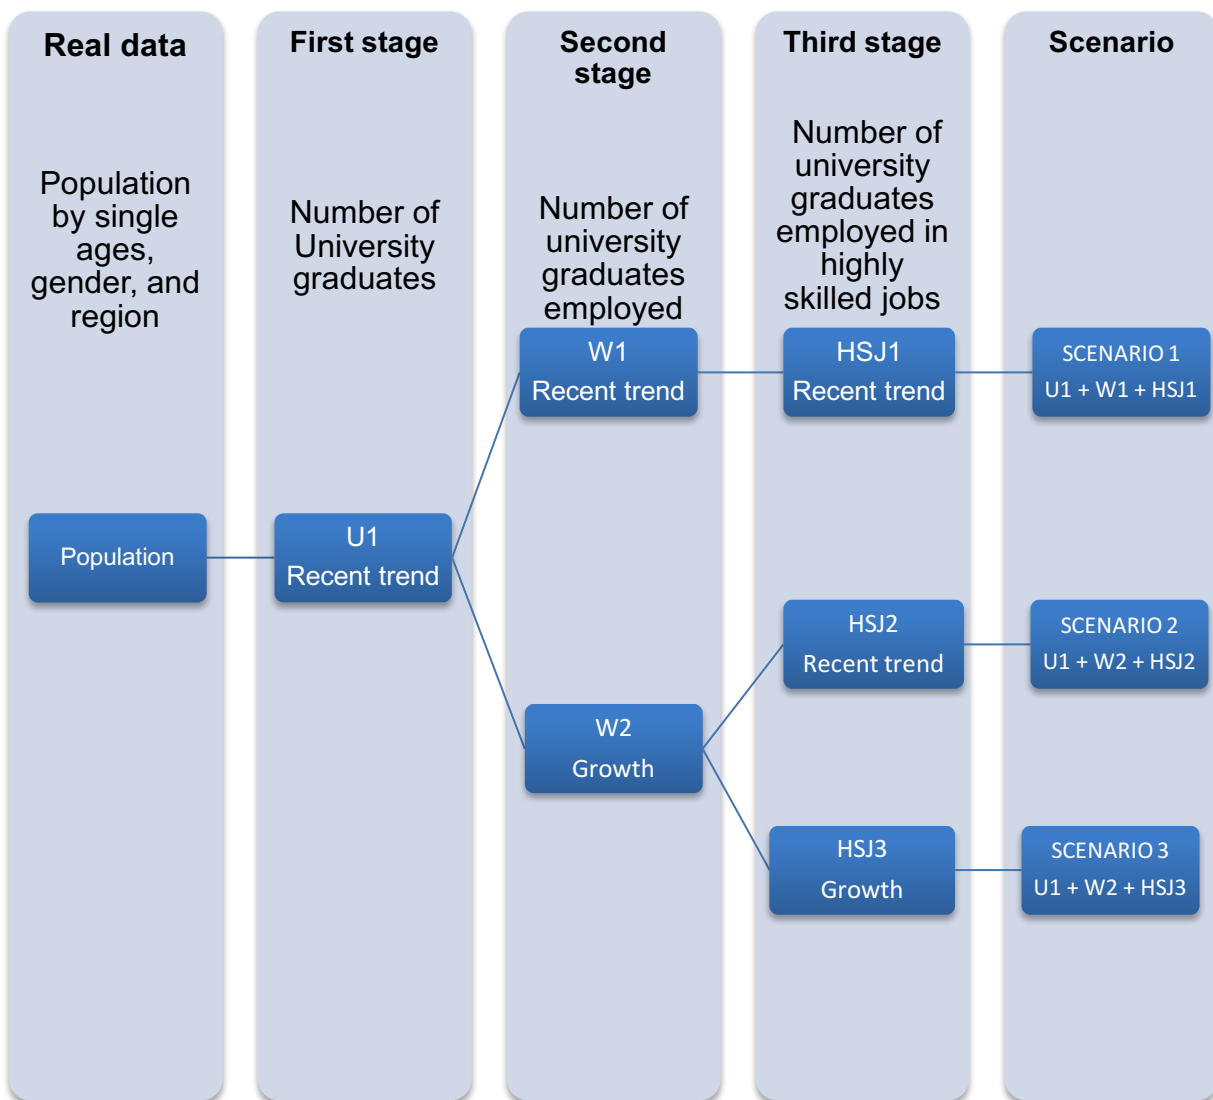 Real data
Population
by single
ages,
gender, and
region
Population
First stage
Number of
University
graduates
U1
Recent trend
Second
stage
Number of
university
graduates
employed
W1
Recent trend
W2
Growth
Third stage
Number of
university
graduates
employed in
highly
skilled jobs
HSJ1
Recent trend
HSJ2
Recent trend
HSJ3
Growth
Scenario
SCENARIO 1
U1 + W1 + HSJ1
SCENARIO 2
U1 + W2 + HSJ2
SCENARIO 3
U1 + W2 + HSJ3